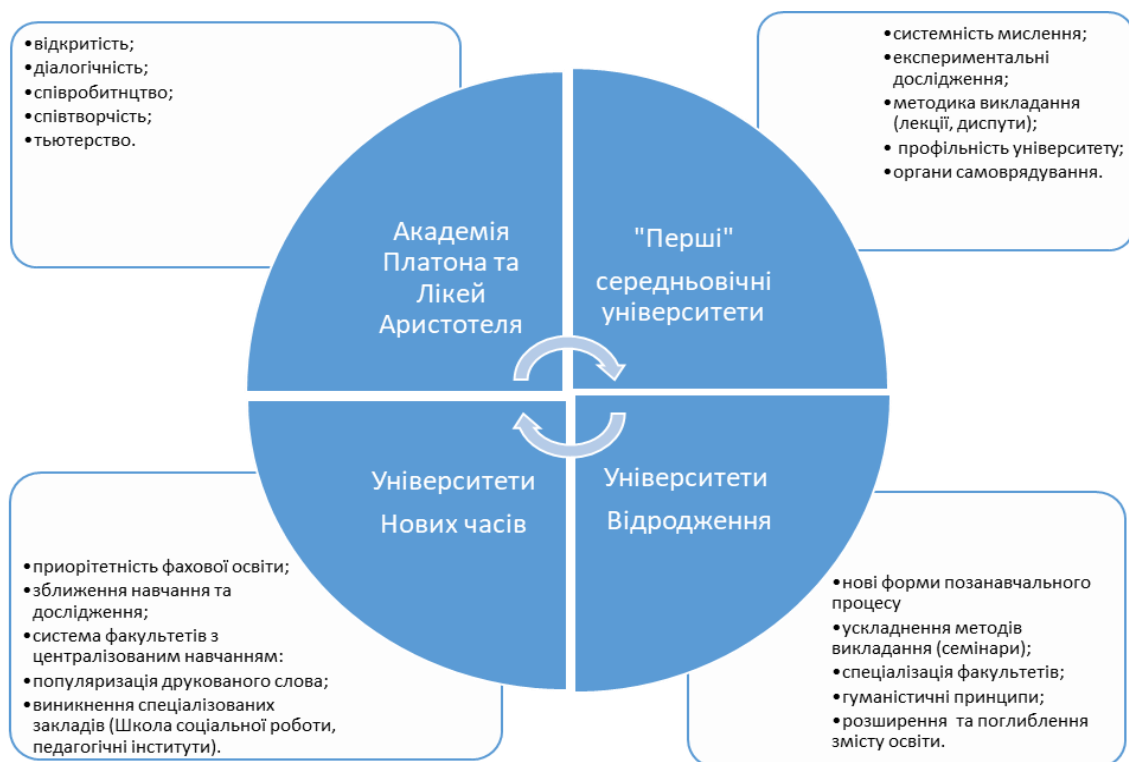 •відкритість;
•діалогічність;
•співробитнцтво;
•співтворчість;
•тьютерство.
•системність мислення;
•експериментальні
дослідження;
•методика викладання
(лекції, диспути);
• профільність університету;
•органи самоврядування.
Академія
Платона та
Лікей
Аристотеля
"Перші"
середньовічні
університети
Університети
Нових часів
Університети
Відродження
•приорітетність фахової освіти;
•зближення навчання та
дослідження;
•система факультетів з
централізованим навчанням:
•популяризація друкованого слова;
•виникнення спеціалізованих
закладів (Школа соціальної роботи,
педагогічні інститути).
•нові форми позанавчального
процесу
•ускладнення методів
викладання (семінари);
•спеціалізація факультетів;
•гуманістичні принципи;
•розширення та поглиблення
змісту освіти.